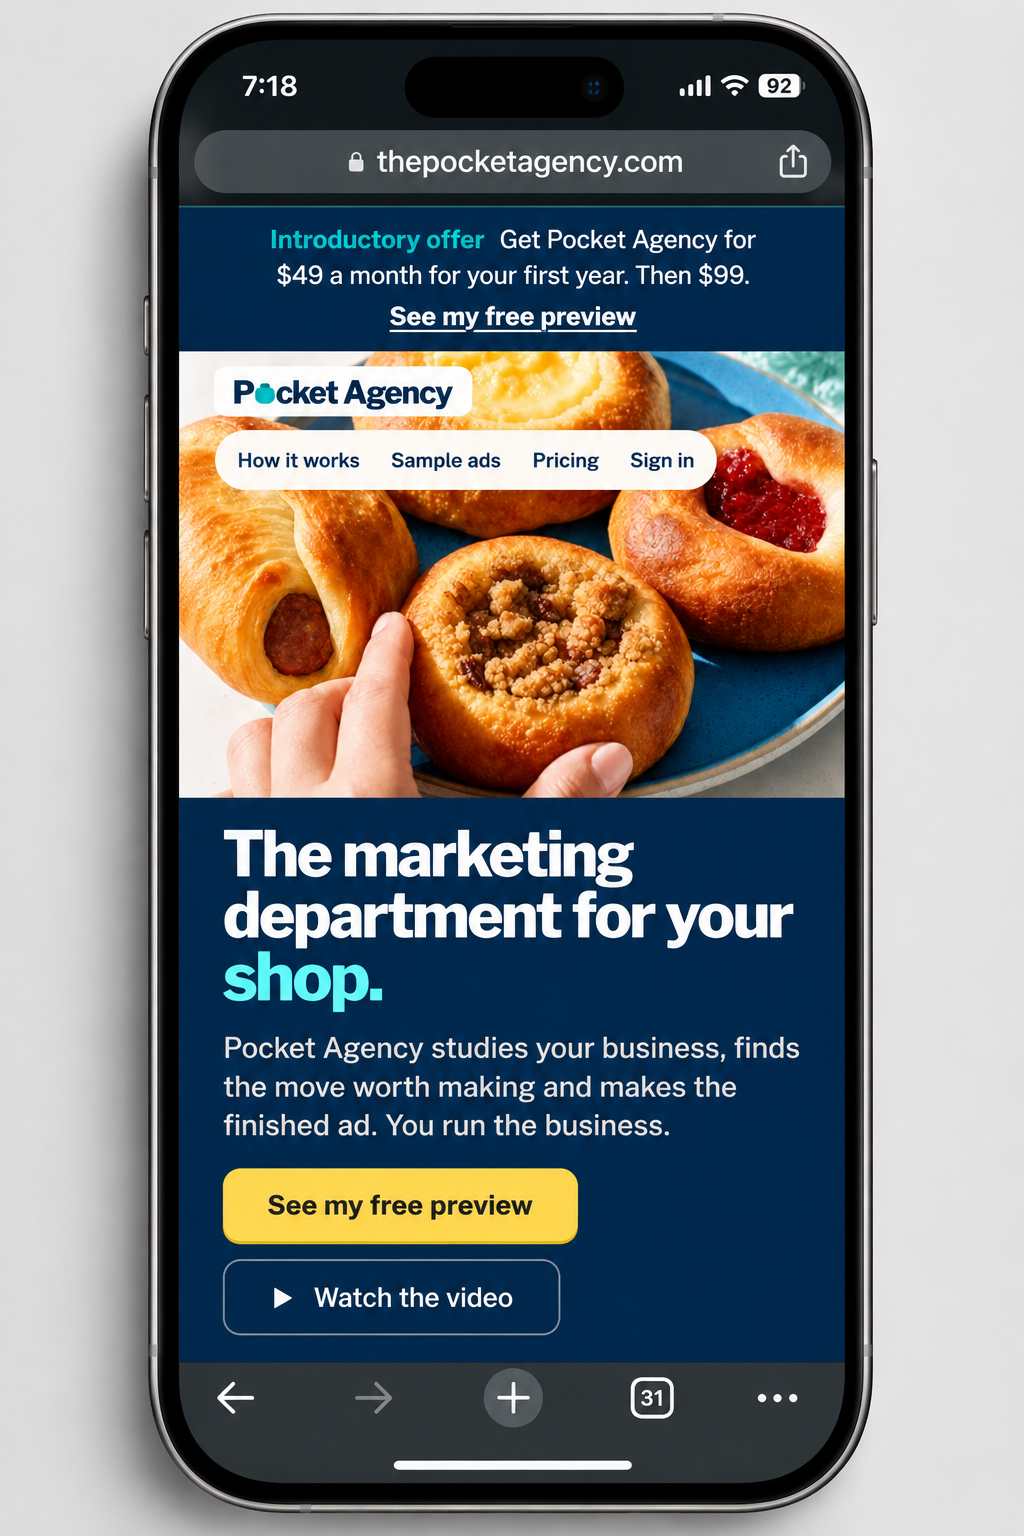 7:18
92
thepocketagency.com
Introductory offer Get Pocket Agency for
$49 a month for your first year. Then $99.
See my free preview
Pocket Agency
How it works Sample ads Pricing Sign in
The marketing
department for your
shop.
Pocket Agency studies your business, finds
the move worth making and makes the
finished ad. You run the business.
See my free preview
Watch the video
31